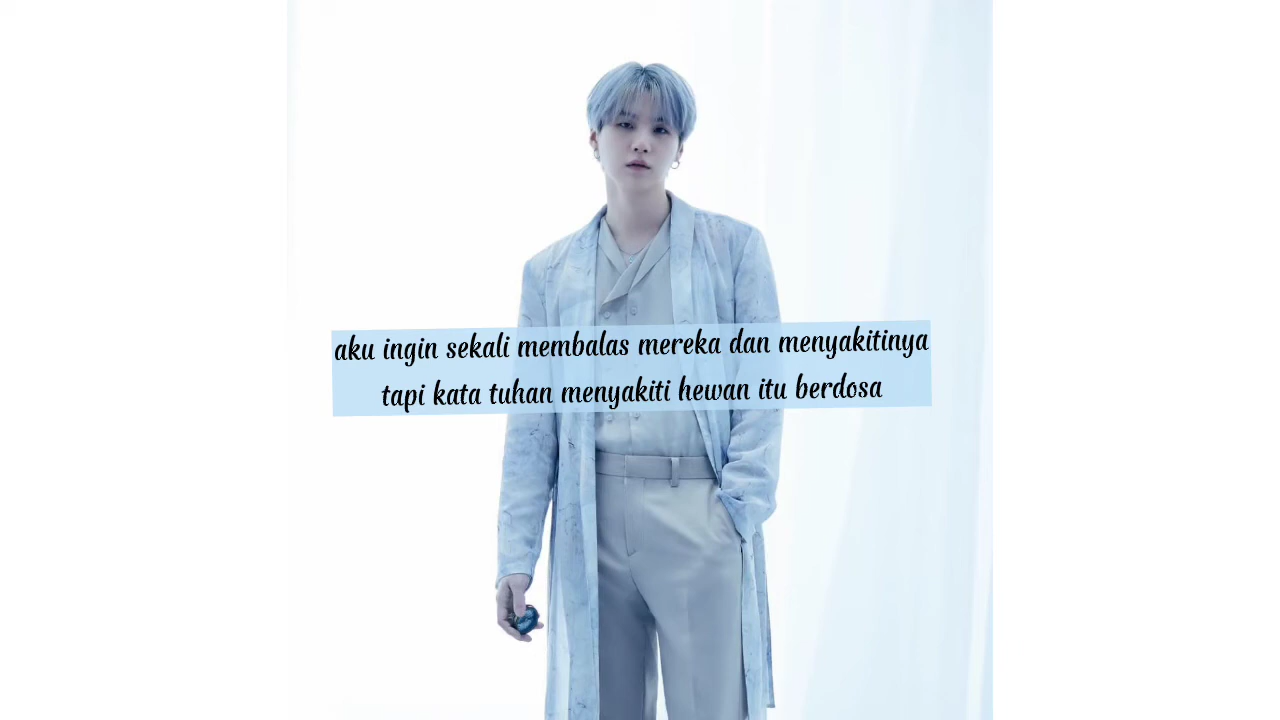 aku ingin sekali membalas mereka dan menyakitinya
tapi kata tuhan menyakiti hewan itu berdosa